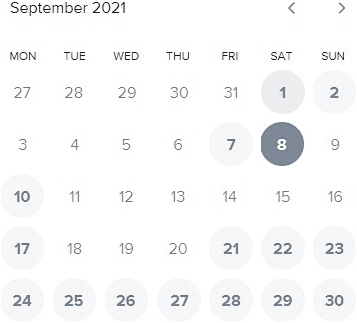 September 2021
MON TUE WED THU FRI SAT SUN
27 28 29 30 31 1 2
3 4 5 6 7 8 9
10 11 12 13 14 15 16
17 18 19 20 21 22 23
24 25 26 27 28 29 30